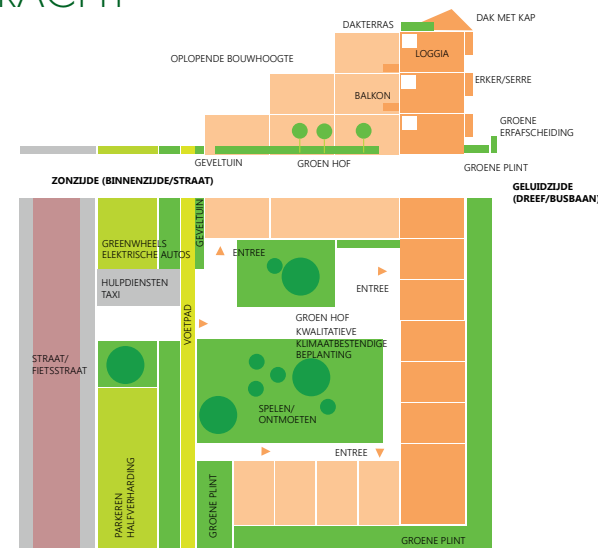 DAKTERRAS
DAK MET KAP
OPLOPENDE BOUWHOOGTE
LOGGIA
ERKER/SERRE
BALKON
GROENE
ERFAFSCHEIDING
GEVELTUIN
GROEN HOF
GROENE PLINT
ZONZIJDE (BINNENZIJDE/STRAAT)
GELUIDZIJDE
(DREEF/BUSBAAN)
GEVELTUIN
GREENWHEELS
ELEKTRISCHE AUTOS
ENTREE
HULPDIENSTEN
TAXI
ENTREE
VOETPAD
GROEN HOF
KWALITATIEVE
KLIMAATBESTENDIGE
BEPLANTING
STRAAT/
FIETSSTRAAT
SPELEN/
ONTMOETEN
ENTREE
PARKEREN
HALFVERHARDING
GROENE PLINT
GROENE PLINT